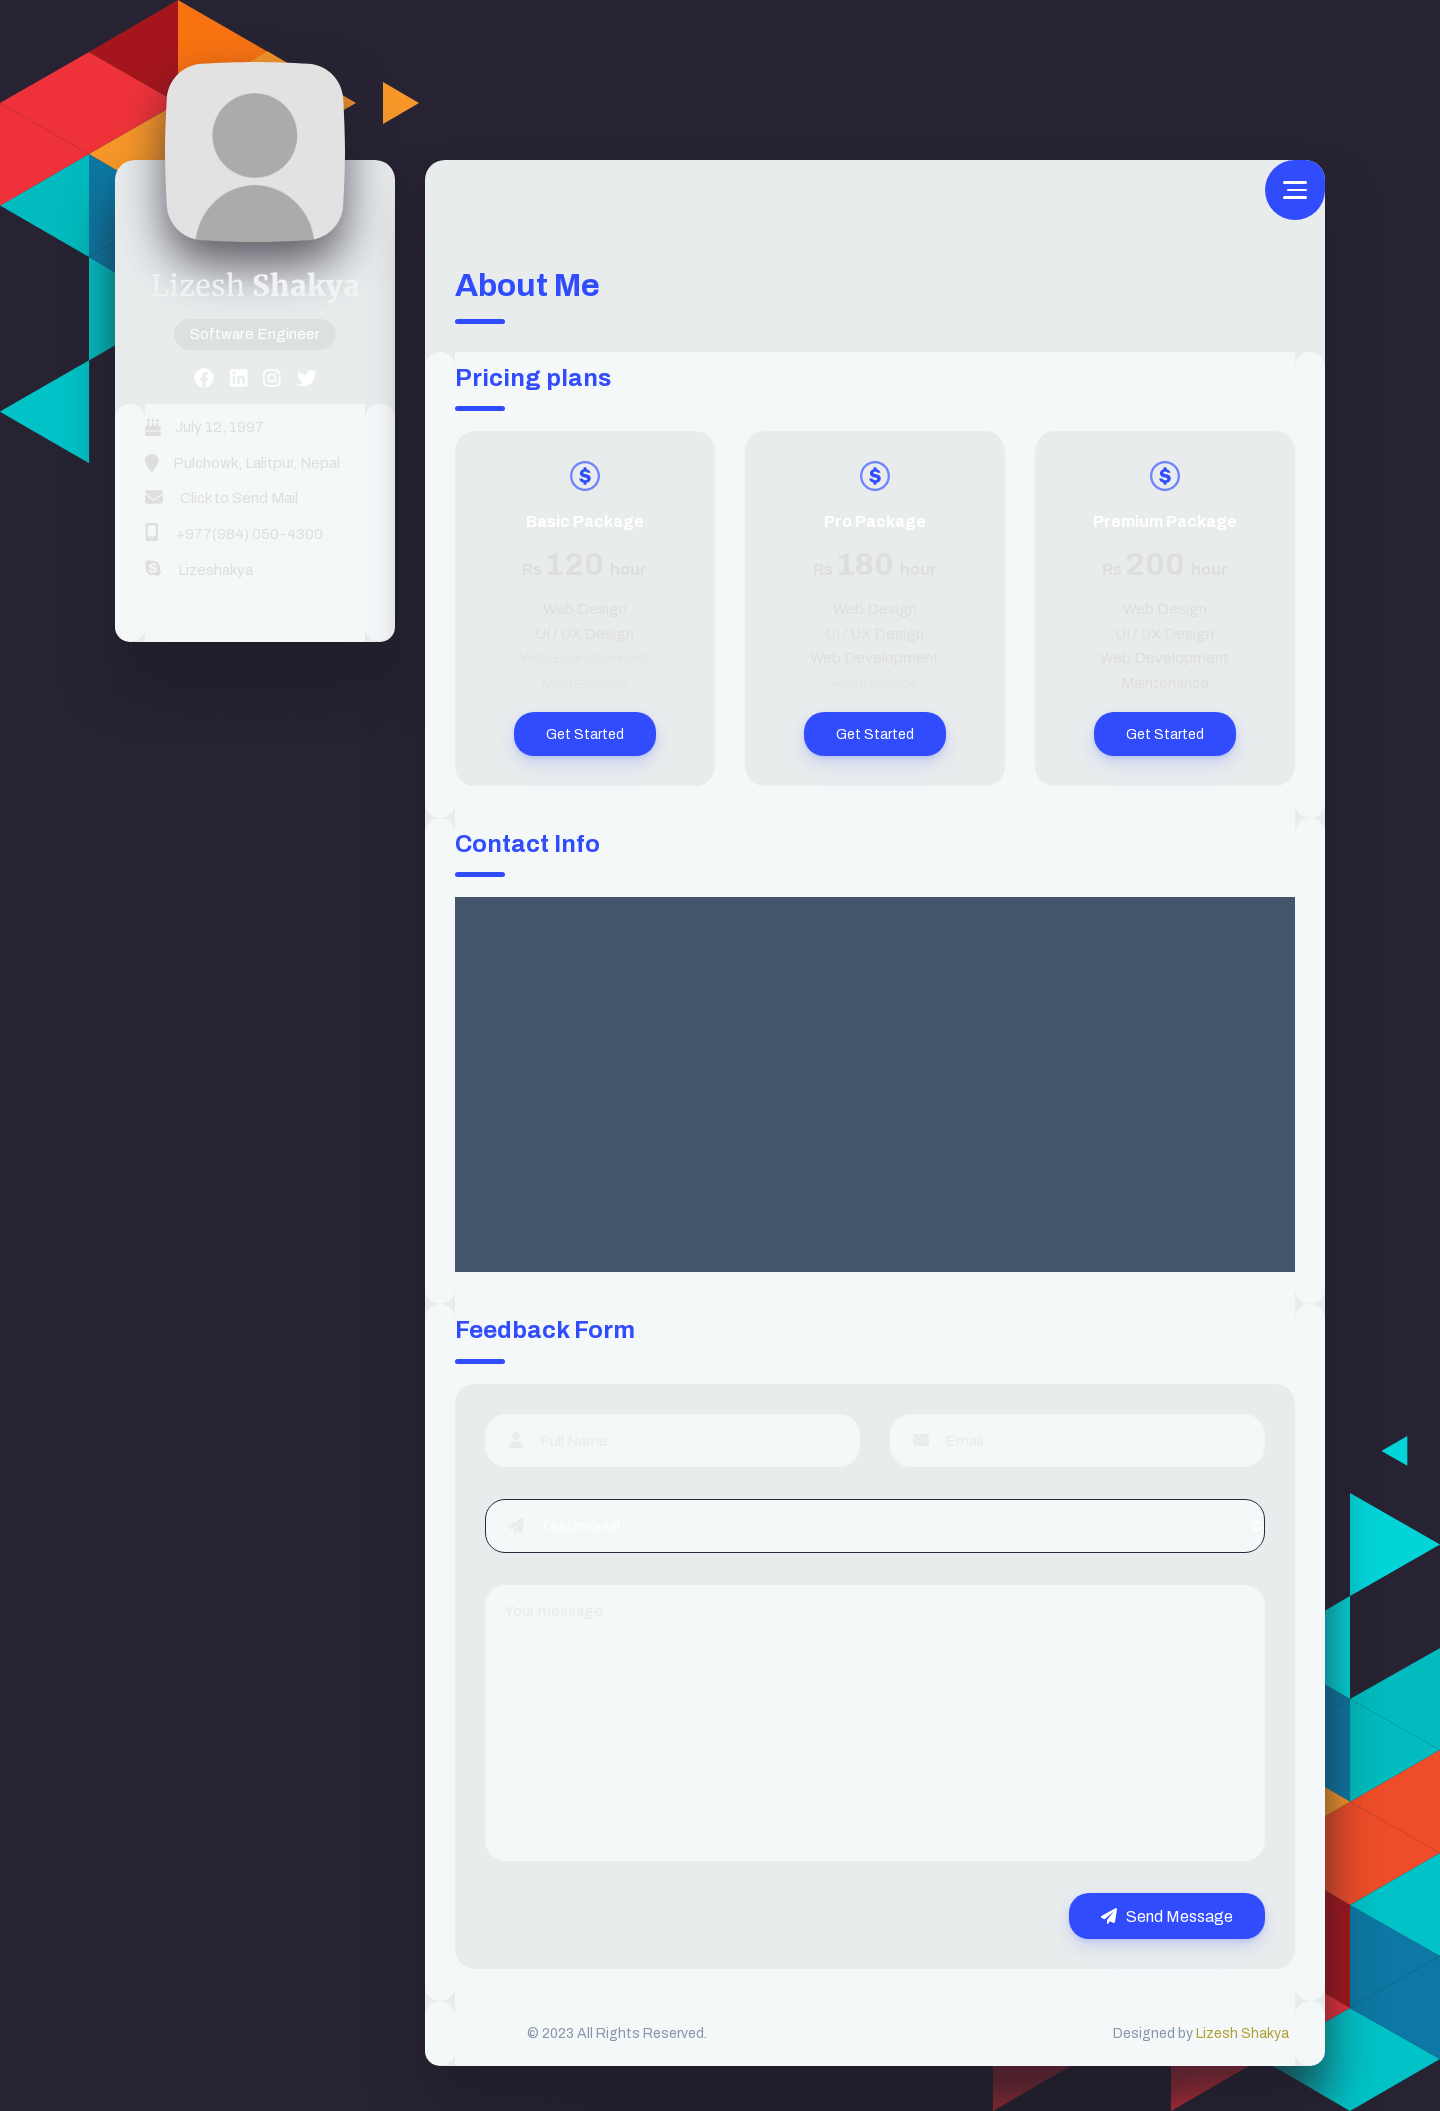 Lizesh Shakya
Software Engineer
July 12, 1997
Pulchowk, Lalitpur, Nepal
Click to Send Mail
+977(984) 050-4300
Lizeshakya
About Me
Pricing plans
Basic Package
Rs 120 hour
Web Design
UI / UX Design
Web Development
Maintenance
Get Started
Pro Package
Rs 180 hour
Web Design
UI / UX Design
Web Development
Maintenance
Get Started
Premium Package
Rs 200 hour
Web Design
UI / UX Design
Web Development
Maintenance
Get Started
Contact Info
Feedback Form
Full Name
Email
Testimonial
Your message
Send Message
© 2023 All Rights Reserved.
Designed by Lizesh Shakya